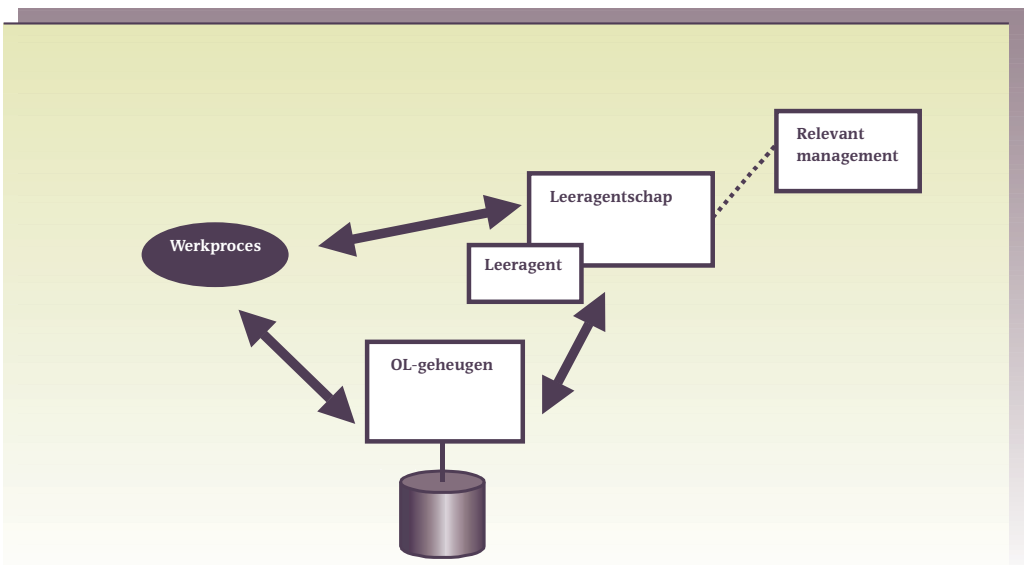 Relevant
management
Leeragentschap
Werkproces
Leeragent
OL-geheugen